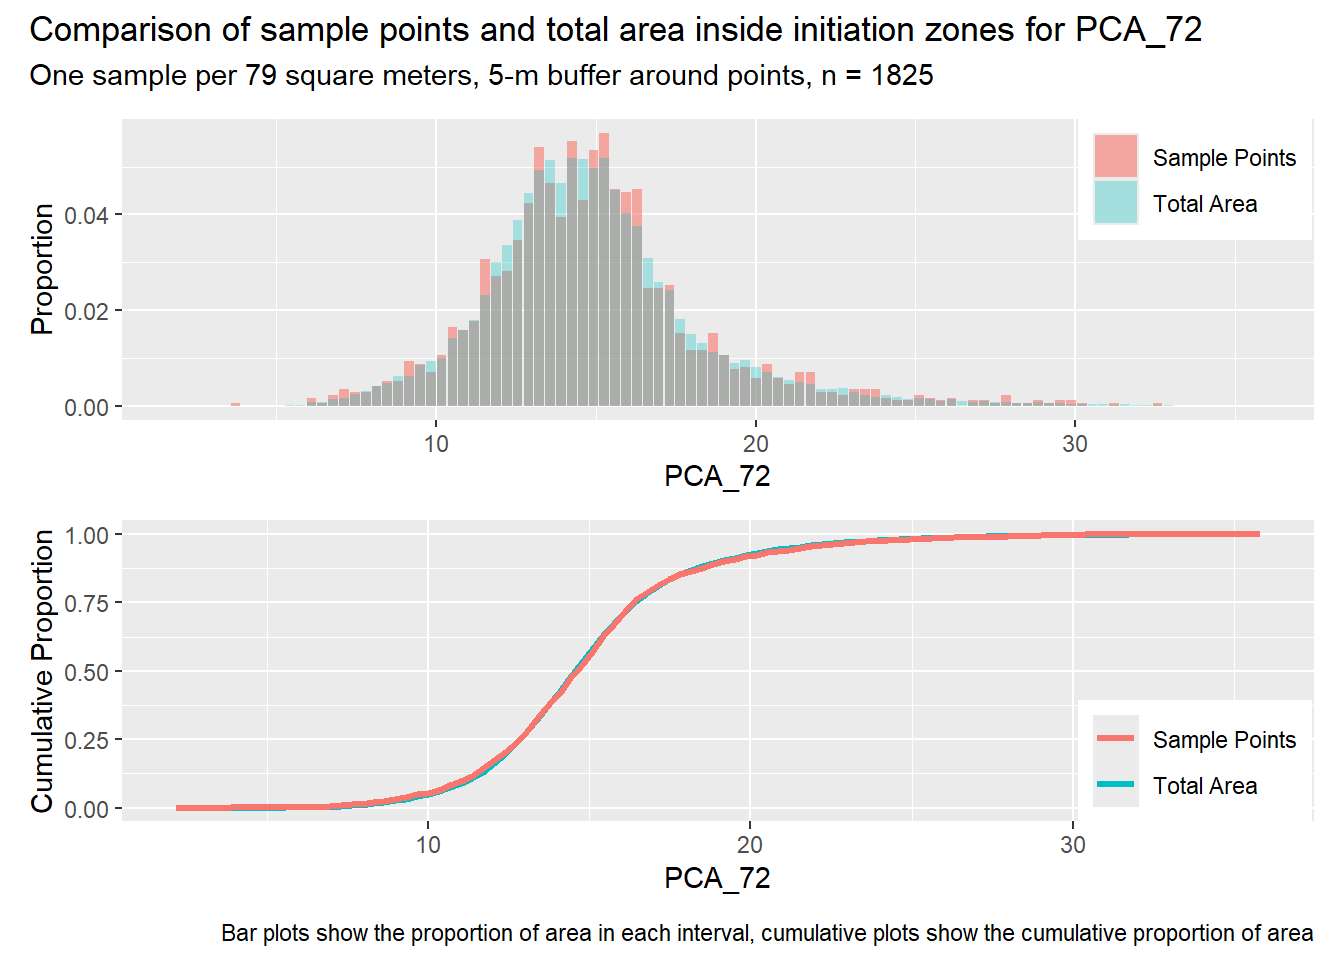 Comparison of sample points and total area inside initiation zones for PCA_72
One sample per 79 square meters, 5-m buffer around points, n = 1825
Sample Points
Total Area
Proportion
0.04
0.02
0.00
10 20 30
PCA_72
Cumulative Proportion
1.00
0.75
0.50
0.25
0.00
Sample Points
Total Area
10 20 30
PCA_72
Bar plots show the proportion of area in each interval, cumulative plots show the cumulative proportion of area